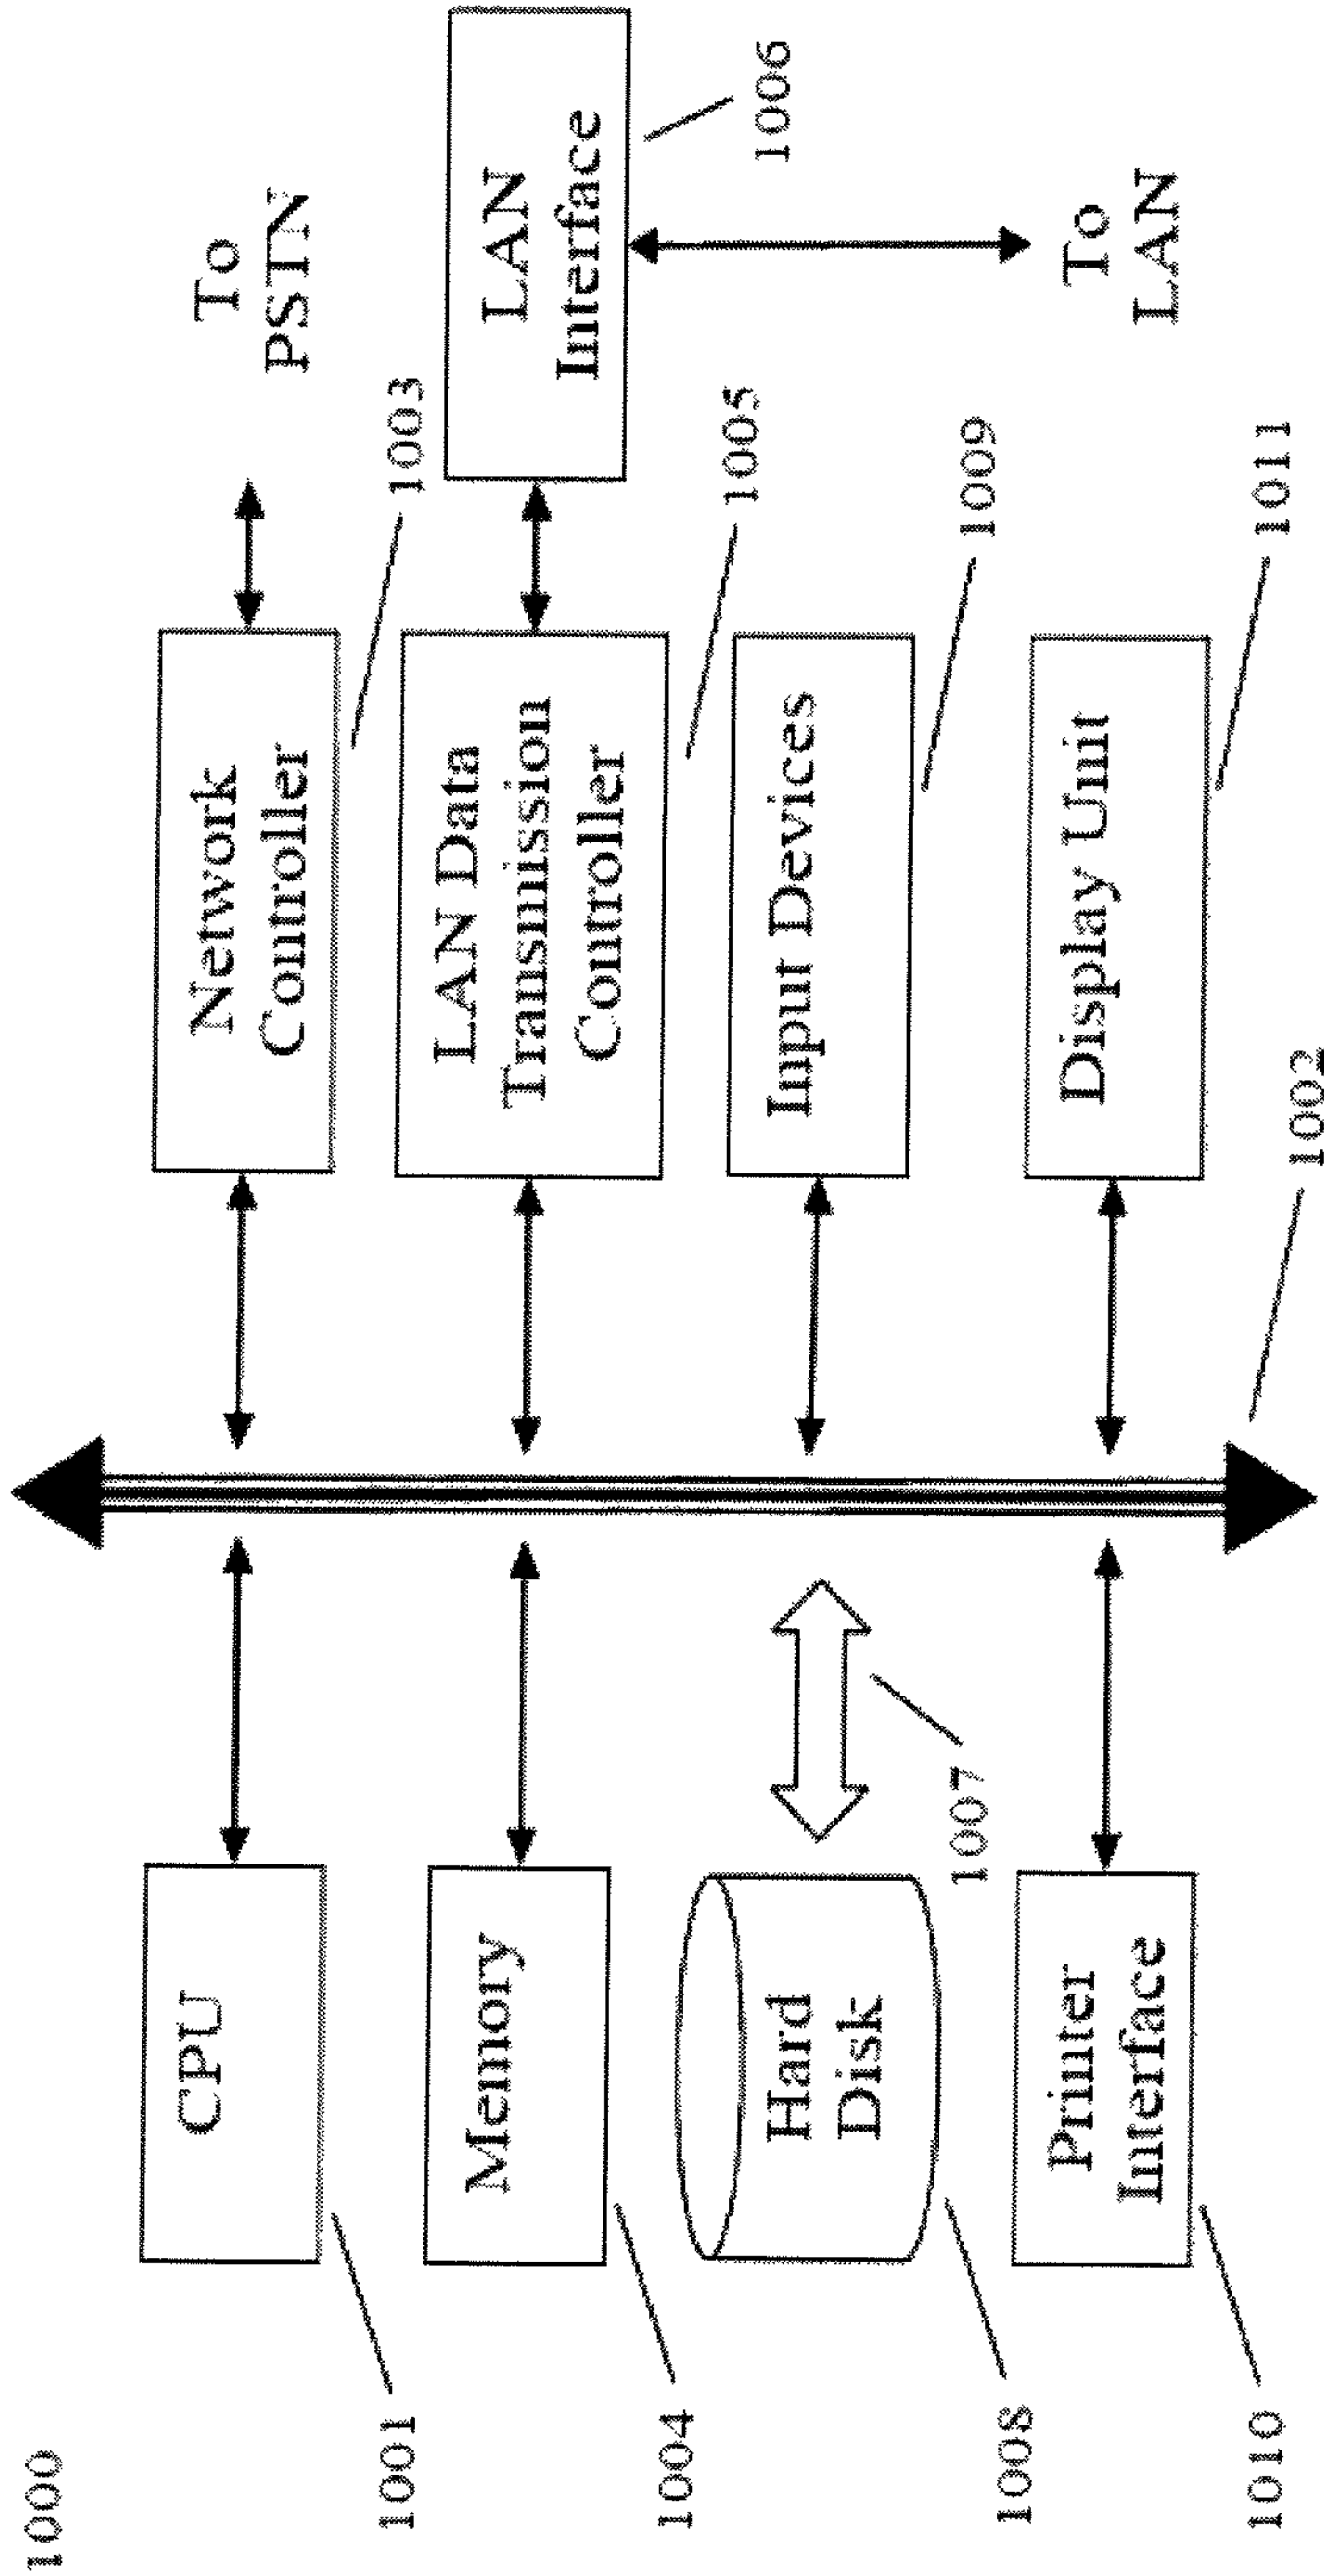 1000
CPU
1001
Memory
1004
Hard
Disk
1008
1007
Printer
Interface
1010
1002
Network
Controller
1003
To
PSTN
LAN Data
Transmission
Controller
1005
LAN
Interface
1006
To
LAN
Input Devices
1009
Display Unit
1011